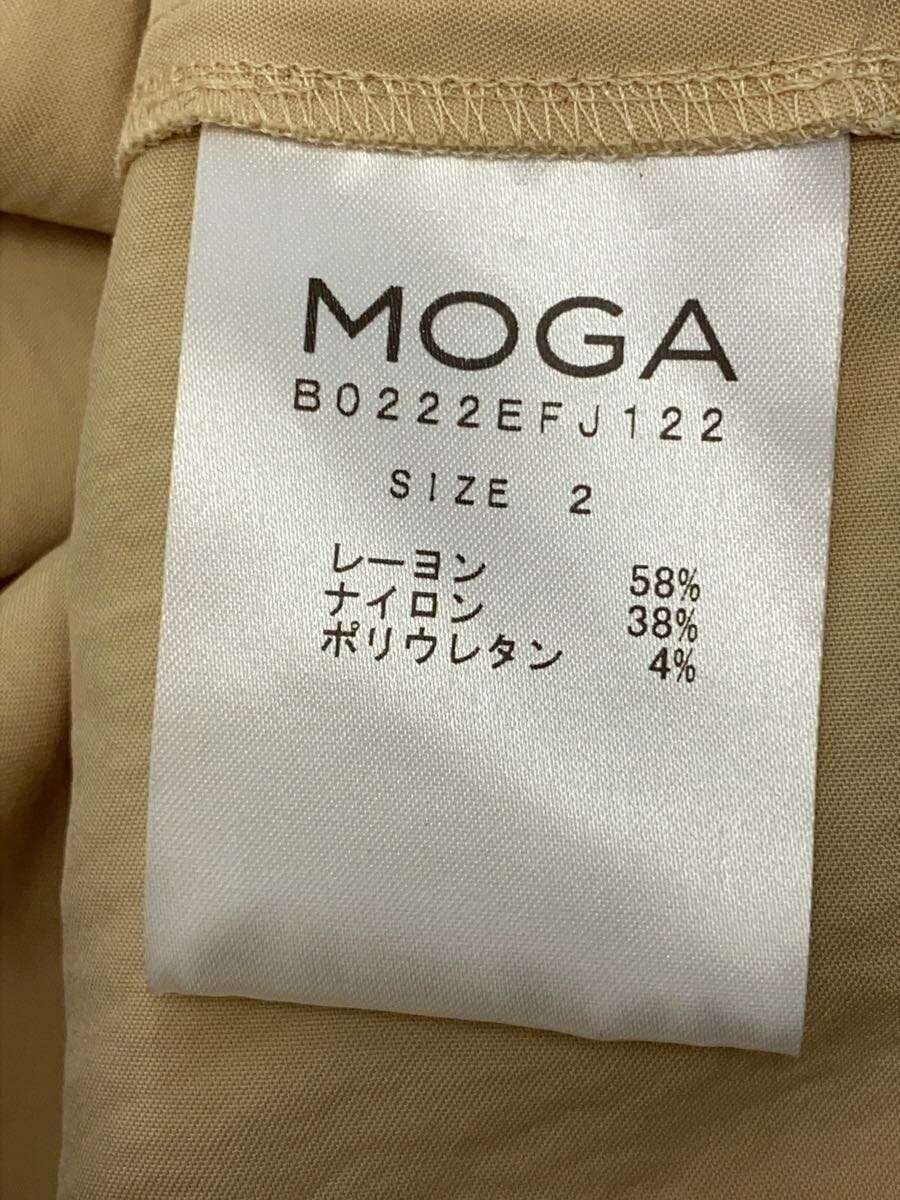 MOGA
B0222EFJ122
SIZE 2
レーヨン 58%
ナイロン 38%
ポリウレタン 4%